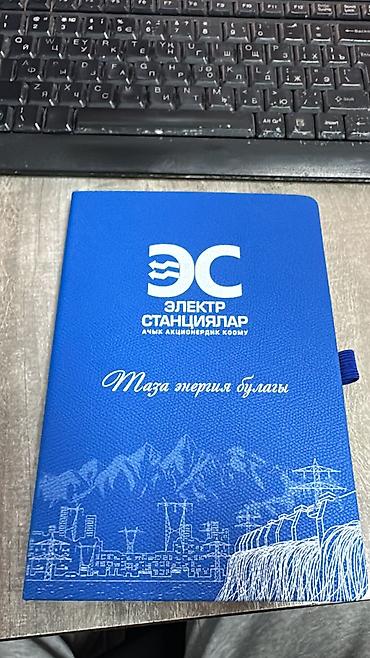 ЭС
ЭЛЕКТР
СТАНЦИЯЛАР
АЧЫК АКЦИОНЕРДИК КООМУ
Таза энергия булагы